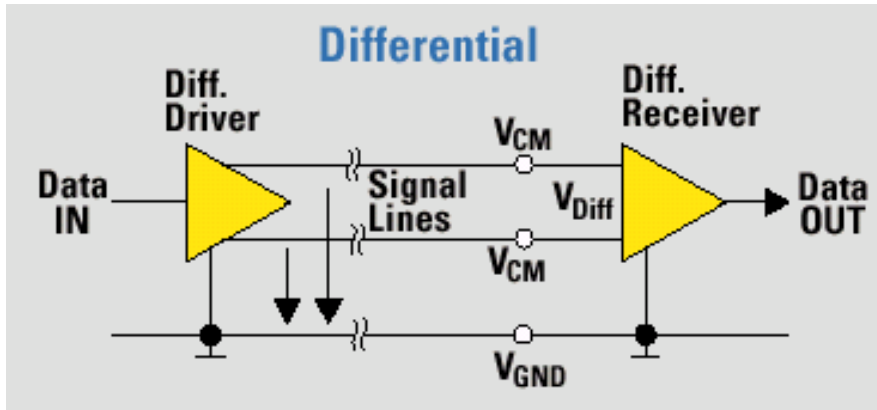 Differential
Diff.
Driver
Diff.
Receiver
VCM
Data
IN
Signal
Lines
VDiff
Data
OUT
VCM
VGND